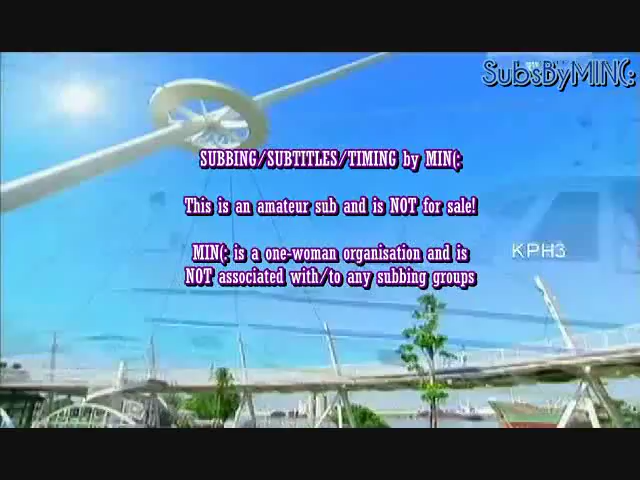 SubsByMIN(:
SUBBING/SUBTITLES/TIMING by MIN(:
This is an amateur sub and is NOT for sale!
MIN(: is a one-woman organisation and is
NOT associated with/to any subbing groups
KPH3